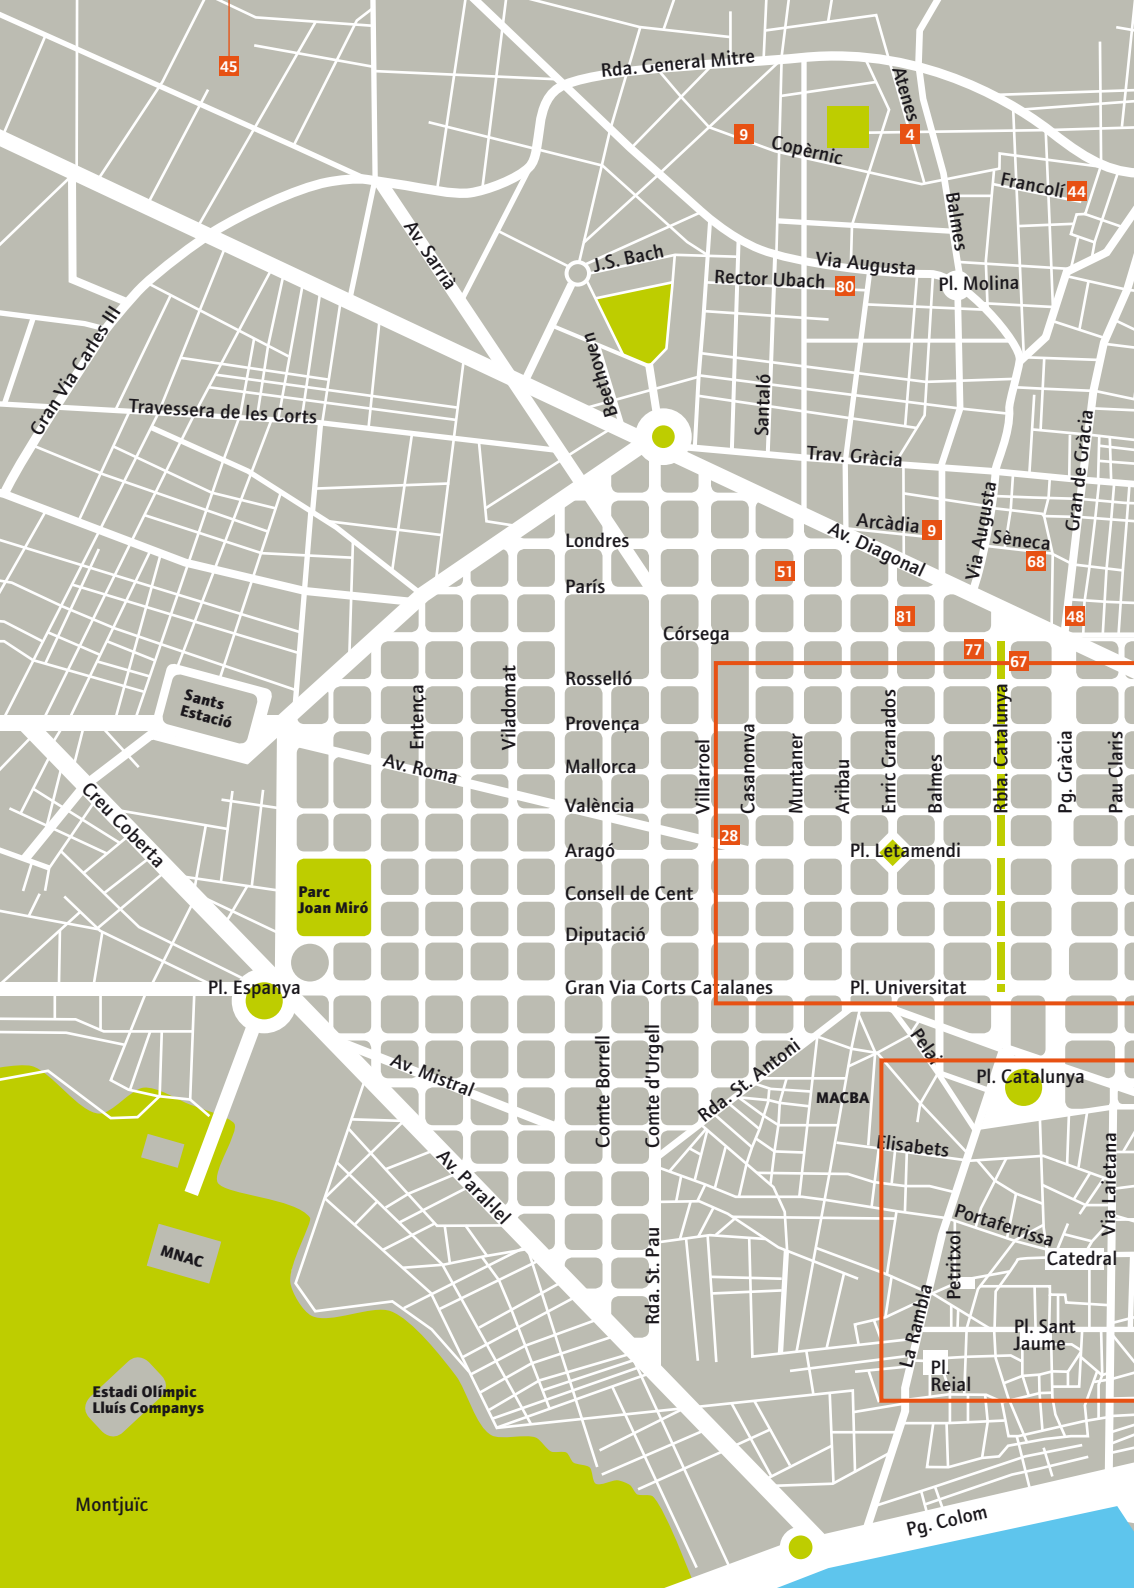 45
Rda. General Mitre
Atenes
9
4
Copèrnic
Francolí
44
Balmes
Av. Sarrià
J.S. Bach
Via Augusta
Rector Ubach
80
Pl. Molina
Gran Via Carles III
Beethoven
Santaló
Travessera de les Corts
Trav. Gràcia
Gran de Gràcia
Via Augusta
Arcàdia
9
Av. Diagonal
Sèneca
68
Londres
51
París
81
48
Córsega
77
67
Rosselló
Sants
Estació
Entença
Viladomat
Provença
Villarroel
Casanonva
Muntaner
Aribau
Enric Granados
Balmes
Rbla. Catalunya
Pg. Gràcia
Pau Claris
Av. Roma
Mallorca
Creu Coberta
València
28
Aragó
Pl. Letamendi
Parc
Joan Miró
Consell de Cent
Diputació
Pl. Espanya
Gran Via Corts Catalanes
Pl. Universitat
Av. Mistral
Comte Borrell
Comte d'Urgell
Rda. St. Antoni
Pelai
Pl. Catalunya
MACBA
Elisabets
Av. Paral·lel
Via Laietana
Portaferrissa
Petritxol
MNAC
Rda. St. Pau
Catedral
La Rambla
Pl. Sant
Jaume
Pl.
Reial
Estadi Olímpic
Lluís Companys
Montjuïc
Pg. Colom